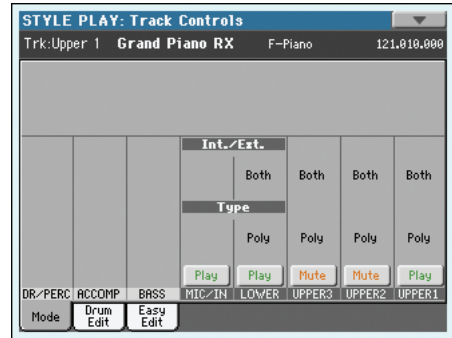 STYLE PLAY: Track Controls
Trk:Upper 1 Grand Piano RX F-Piano 121.010.000
Int./Ext.
Both Both Both Both
Type
Poly Poly Poly Poly
Play Play Mute Mute Play
DR/PERC ACCOMP BASS MIC/IN LOWER UPPER3 UPPER2 UPPER1
Mode Drum Edit Easy Edit